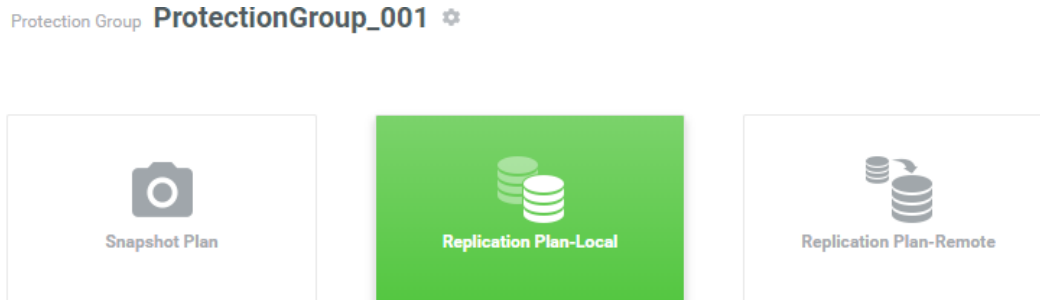 Protection Group ProtectionGroup_001
Snapshot Plan
Replication Plan-Local
Replication Plan-Remote